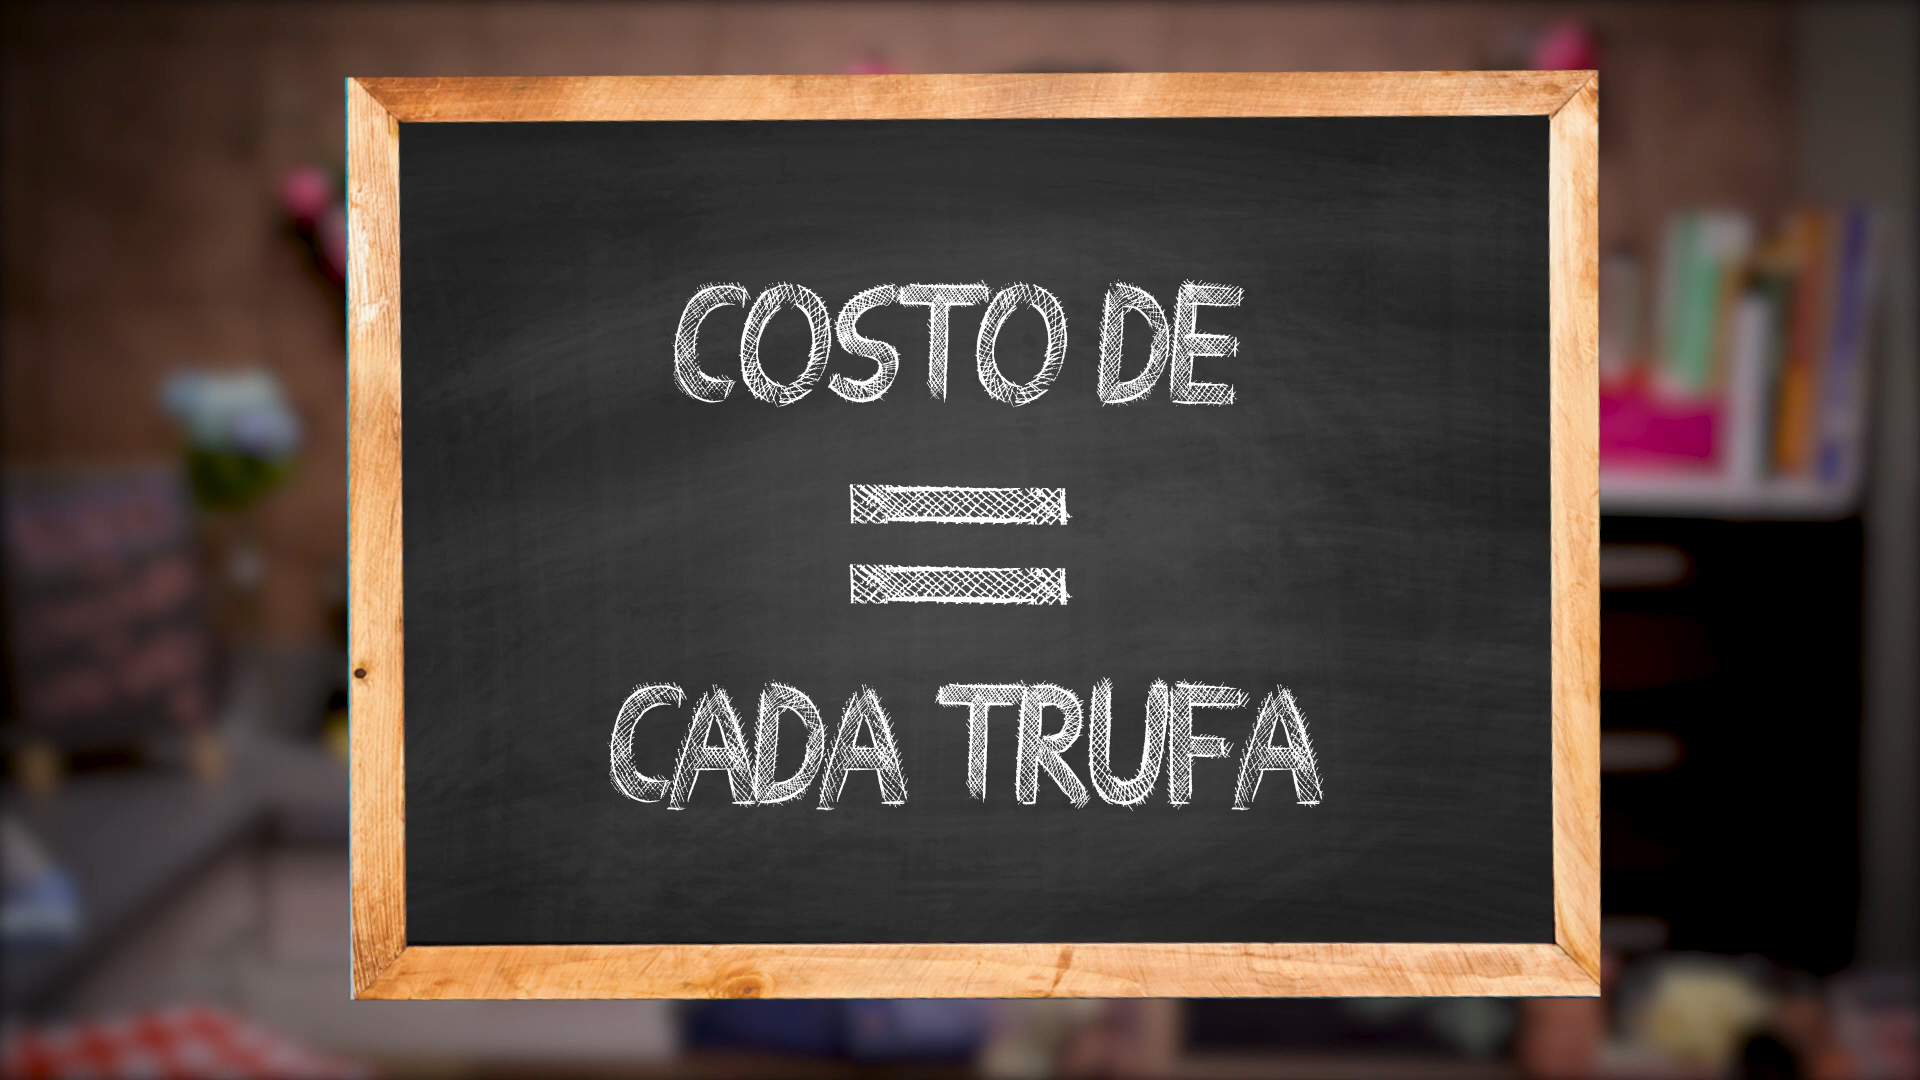 COSTO DE
=
CADA TRUFA